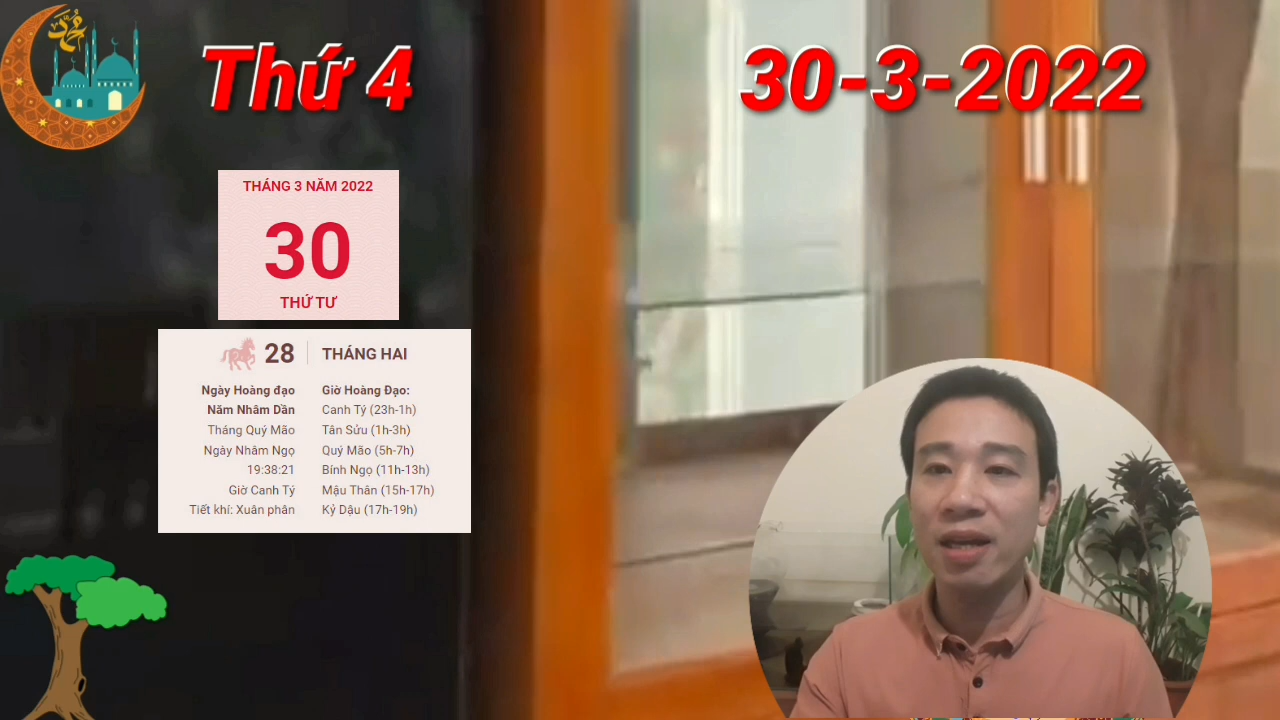 Thứ 4
30-3-2022
THÁNG 3 NĂM 2022
30
THỨ TƯ
28 THÁNG HAI
Ngày Hoàng đạo
Năm Nhâm Dần
Tháng Quý Mão
Ngày Nhâm Ngọ
19:38:21
Giờ Canh Tý
Tiết khí: Xuân phân
Giờ Hoàng Đạo:
Canh Tý (23h-1h)
Tân Sửu (1h-3h)
Quý Mão (5h-7h)
Bính Ngọ (11h-13h)
Mậu Thân (15h-17h)
Kỷ Dậu (17h-19h)